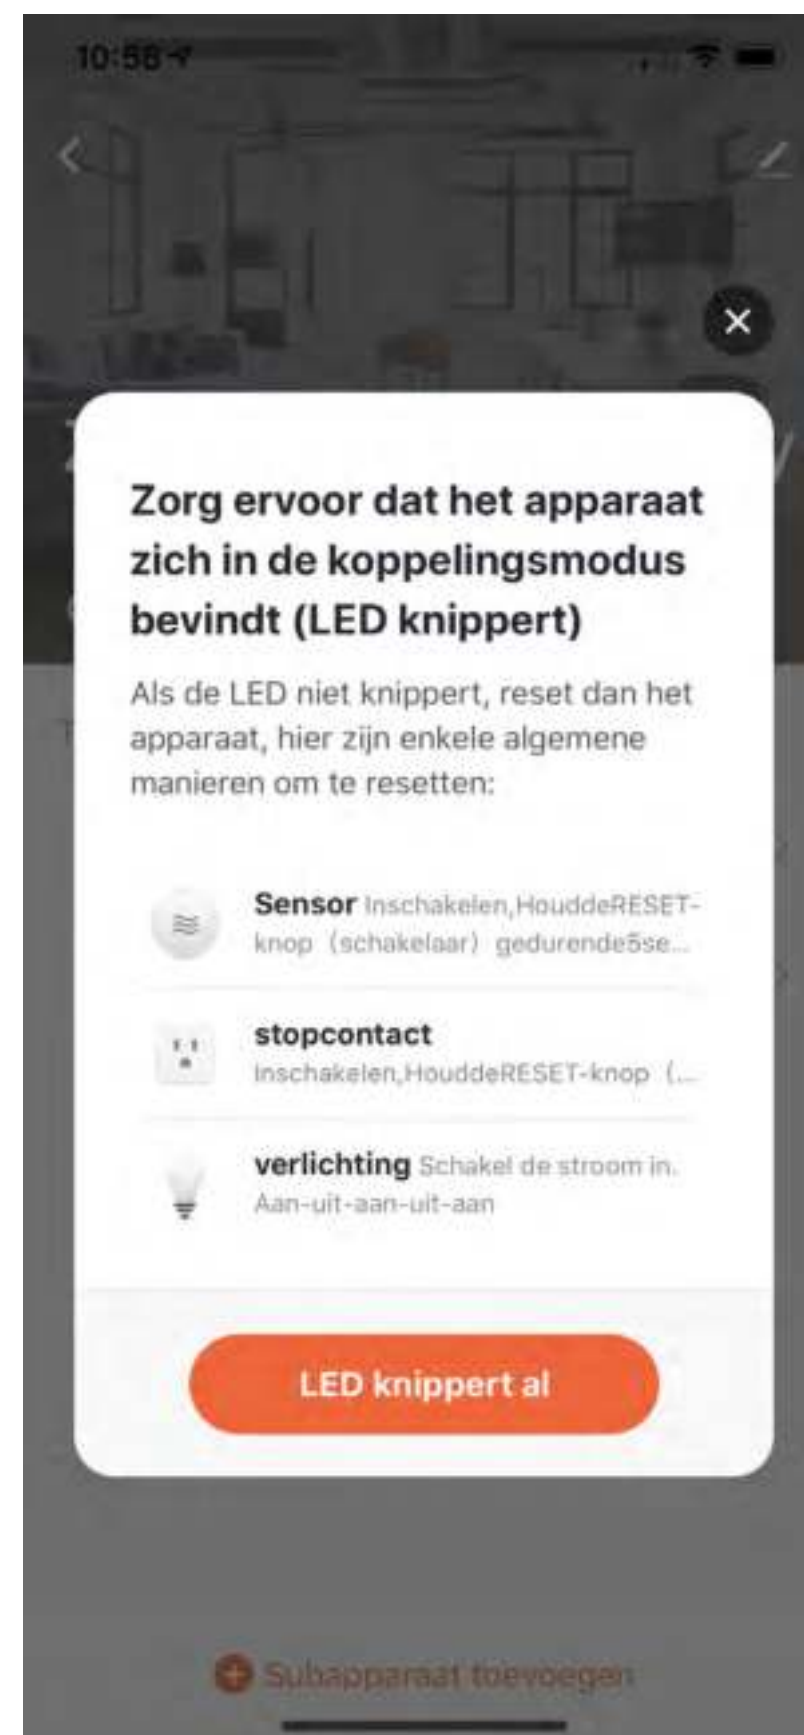 10:58
Zorg ervoor dat het apparaat
zich in de koppelingsmodus
bevindt (LED knippert)
Als de LED niet knippert, reset dan het
apparaat, hier zijn enkele algemene
manieren om te resetten:
Sensor Inschakelen,HouddeRESET-
knop (schakelaar) gedurende5se...
stopcontact
Inschakelen,HouddeRESET-knop (...
verlichting Schakel de stroom in.
Aan-uit-aan-uit-aan
LED knippert al
Subapparaat toevoegen